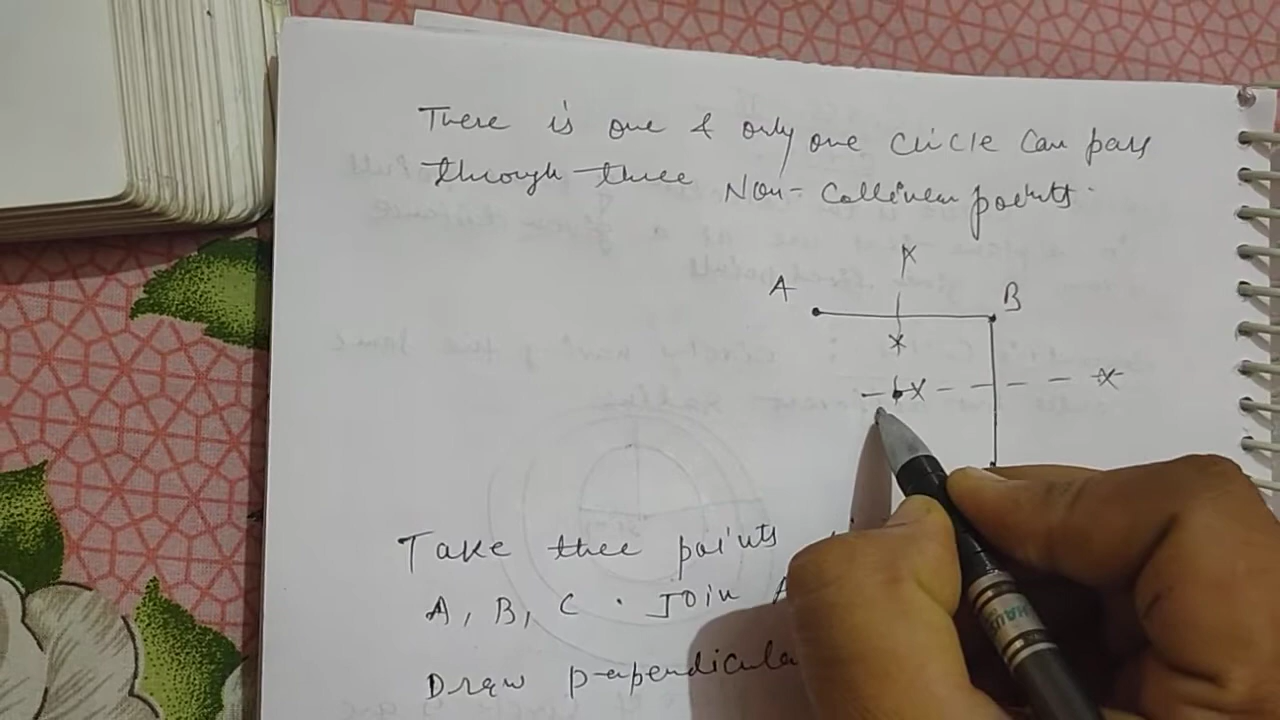 There is one & only one circle can pass
through three Non-Collinear points.
A
B
Take three points
A, B, C. Join A
Draw perpendicula